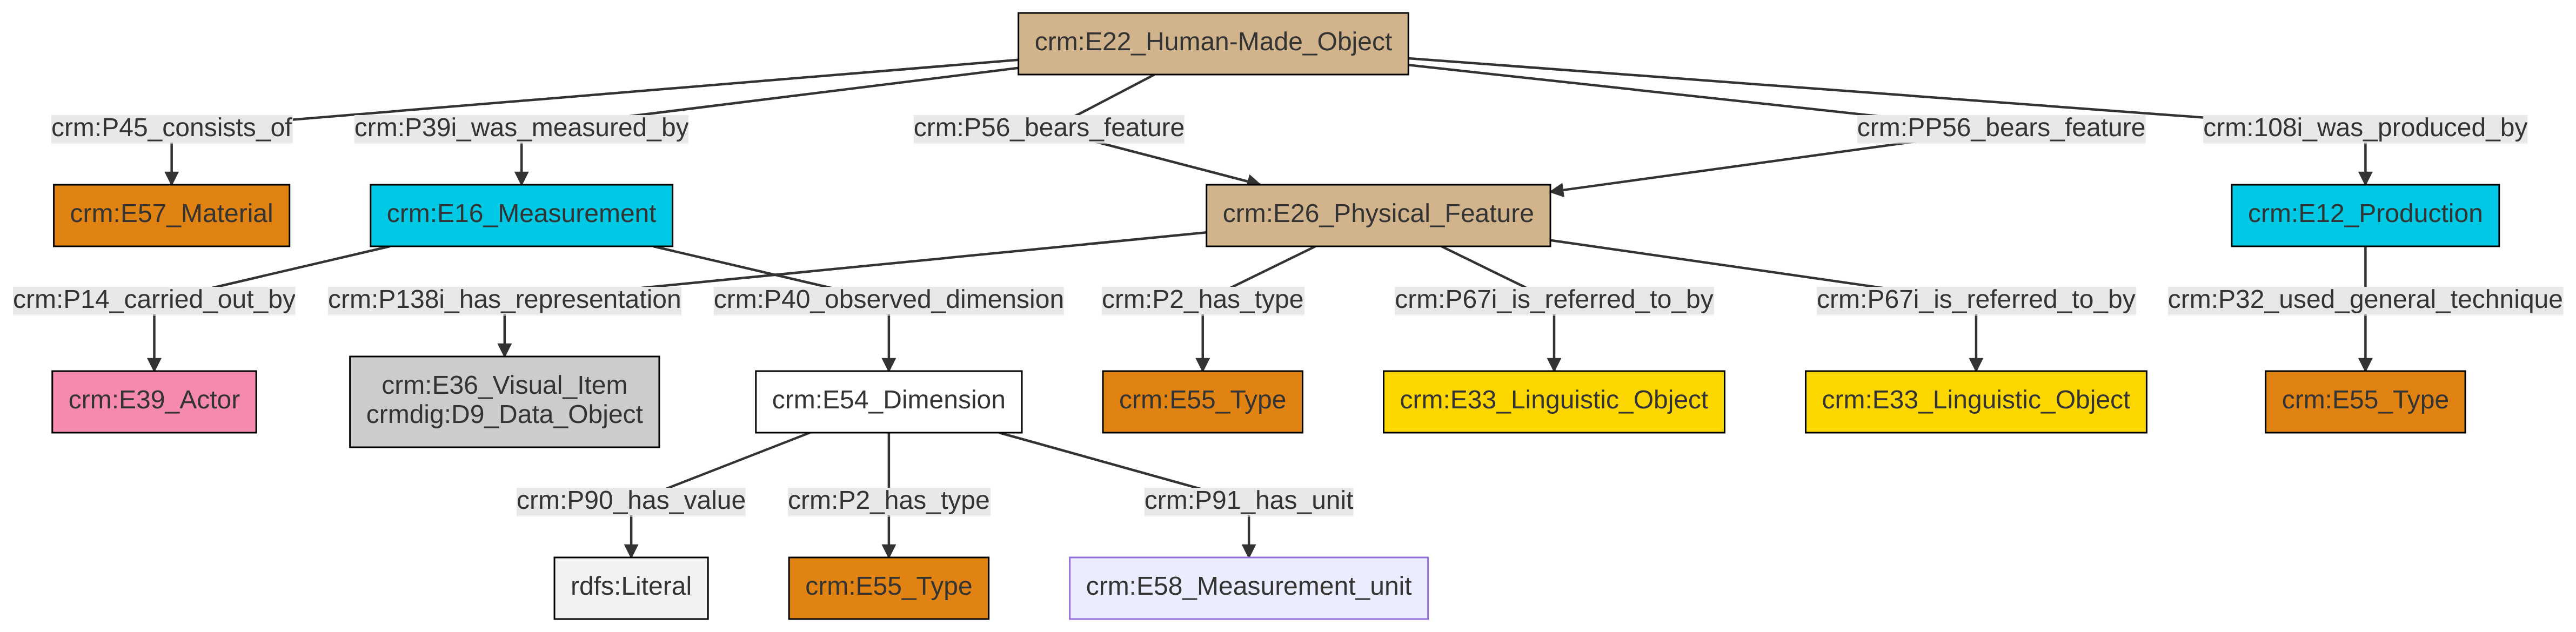 crm:E22_Human-Made_Object
crm:P45_consists_of
crm:P39i_was_measured_by
crm:P56_bears_feature
crm:PP56_bears_feature
crm:108i_was_produced_by
crm:E57_Material
crm:E16_Measurement
crm:E26_Physical_Feature
crm:E12_Production
crm:P14_carried_out_by
crm:P138i_has_representation
crm:P40_observed_dimension
crm:P2_has_type
crm:P67i_is_referred_to_by
crm:P67i_is_referred_to_by
crm:P32_used_general_technique
crm:E39_Actor
crm:E36_Visual_Item
crmdig:D9_Data_Object
crm:E54_Dimension
crm:E55_Type
crm:E33_Linguistic_Object
crm:E33_Linguistic_Object
crm:E55_Type
crm:P90_has_value
crm:P2_has_type
crm:P91_has_unit
rdfs:Literal
crm:E55_Type
crm:E58_Measurement_unit